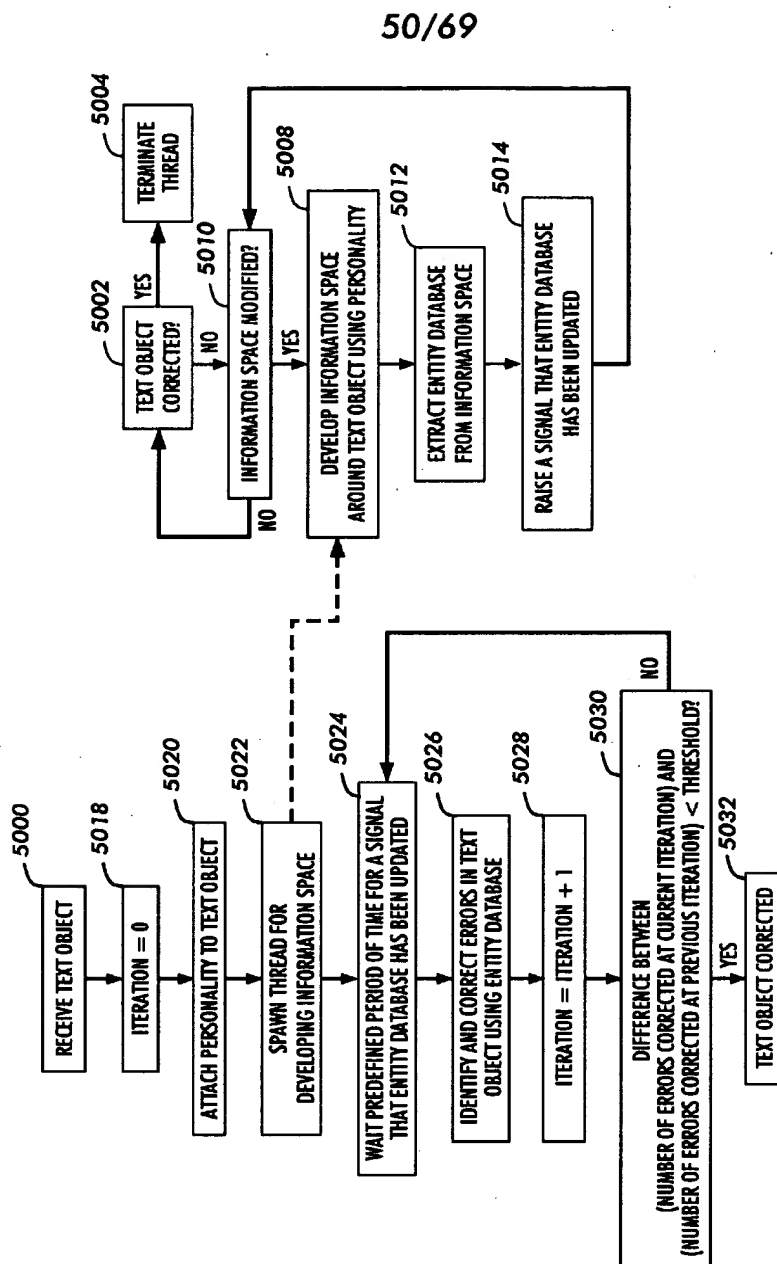 50/69
5000
RECEIVE TEXT OBJECT
5018
ITERATION = 0
5020
ATTACH PERSONALITY TO TEXT OBJECT
5022
SPAWN THREAD FOR
DEVELOPING INFORMATION SPACE
5024
WAIT PREDEFINED PERIOD OF TIME FOR A SIGNAL
THAT ENTITY DATABASE HAS BEEN UPDATED
5026
IDENTIFY AND CORRECT ERRORS IN TEXT
OBJECT USING ENTITY DATABASE
5028
ITERATION = ITERATION + 1
5030
DIFFERENCE BETWEEN
(NUMBER OF ERRORS CORRECTED AT CURRENT ITERATION) AND
(NUMBER OF ERRORS CORRECTED AT PREVIOUS ITERATION) < THRESHOLD?
NO
YES
5032
TEXT OBJECT CORRECTED
5002
TEXT OBJECT
CORRECTED?
YES
5004
TERMINATE
THREAD
NO
5010
INFORMATION SPACE MODIFIED?
NO
YES
5008
DEVELOP INFORMATION SPACE
AROUND TEXT OBJECT USING PERSONALITY
5012
EXTRACT ENTITY DATABASE
FROM INFORMATION SPACE
5014
RAISE A SIGNAL THAT ENTITY DATABASE
HAS BEEN UPDATED